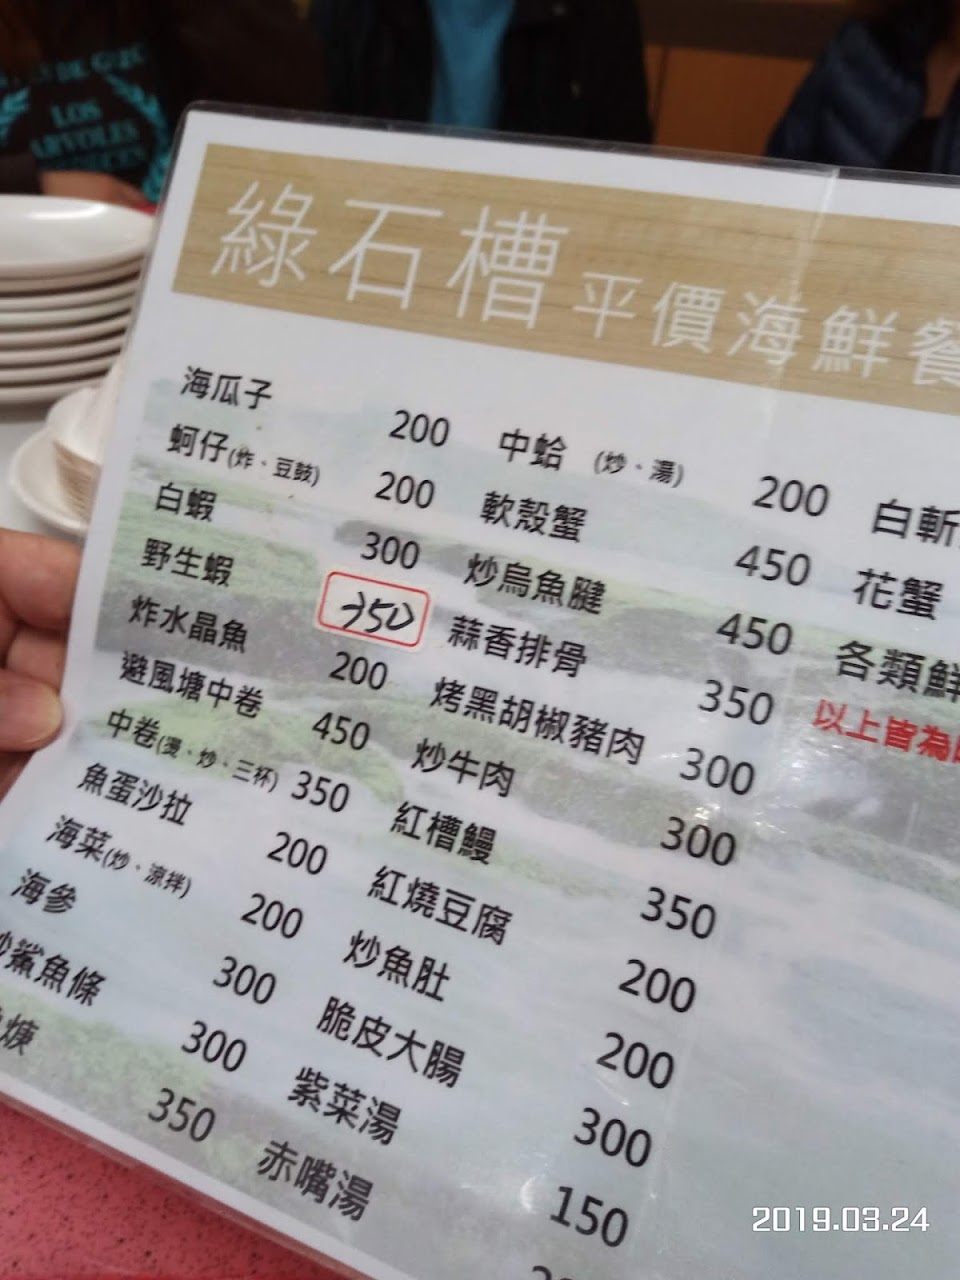 綠石槽 平價海鮮餐
海瓜子 200 中蛤 (炒、湯) 200 白斬
蚵仔(炸、豆鼓) 200 軟殼蟹 450 花蟹
白蝦 300 炒烏魚腱 450 各類鮮
野生蝦 350 蒜香排骨 350 以上皆為
炸水晶魚 200 烤黑胡椒豬肉 300
避風塘中卷 450 炒牛肉 300
中卷(燙、炒、三杯) 350 紅槽鰻 350
魚蛋沙拉 200 紅燒豆腐 200
海菜(炒、涼拌) 200 炒魚肚 200
海參 300 脆皮大腸 300
炒鯊魚條 300 紫菜湯 150
焿 350 赤嘴湯
LOS
2019.03.24